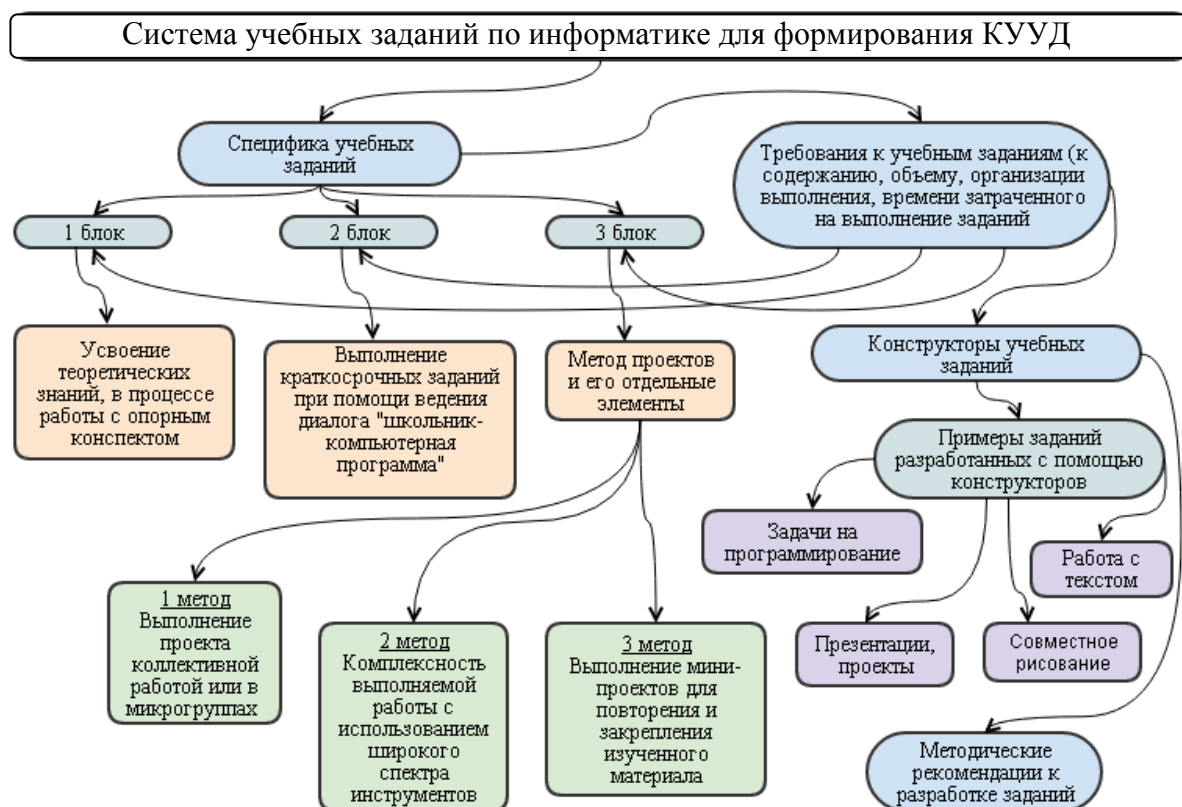 Система учебных заданий по информатике для формирования КУУД
Специфика учебных
заданий
Требования к учебным заданиям (к
содержанию, объему, организации
выполнения, времени затраченного
на выполнение заданий
1 блок
2 блок
3 блок
Усвоение
теоретических
знаний, в процессе
работы с опорным
конспектом
Выполнение
краткосрочных заданий
при помощи ведения
диалога "школьник-
компьютерная
программа"
Метод проектов
и его отдельные
элементы
Конструкторы учебных
заданий
Примеры заданий
разработанных с помощью
конструкторов
Задачи на
программирование
Работа с
текстом
Презентации,
проекты
Совместное
рисование
1 метод
Выполнение
проекта
коллективной
работой или в
микрогруппах
2 метод
Комплексность
выполняемой
работы с
использованием
широкого
спектра
инструментов
3 метод
Выполнение мини-
проектов для
повторения и
закрепления
изученного
материала
Методические
рекомендации к
разработке заданий